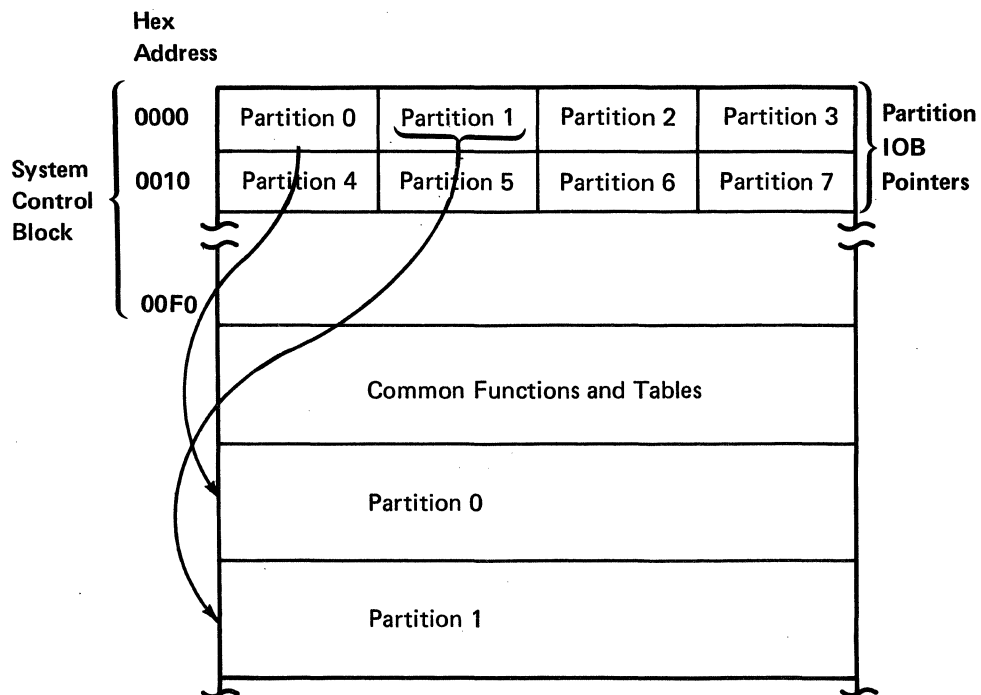 Hex
Address
0000 Partition 0 Partition 1 Partition 2 Partition 3
0010 Partition 4 Partition 5 Partition 6 Partition 7
Partition
IOB
Pointers
System
Control
Block
00F0
Common Functions and Tables
Partition 0
Partition 1